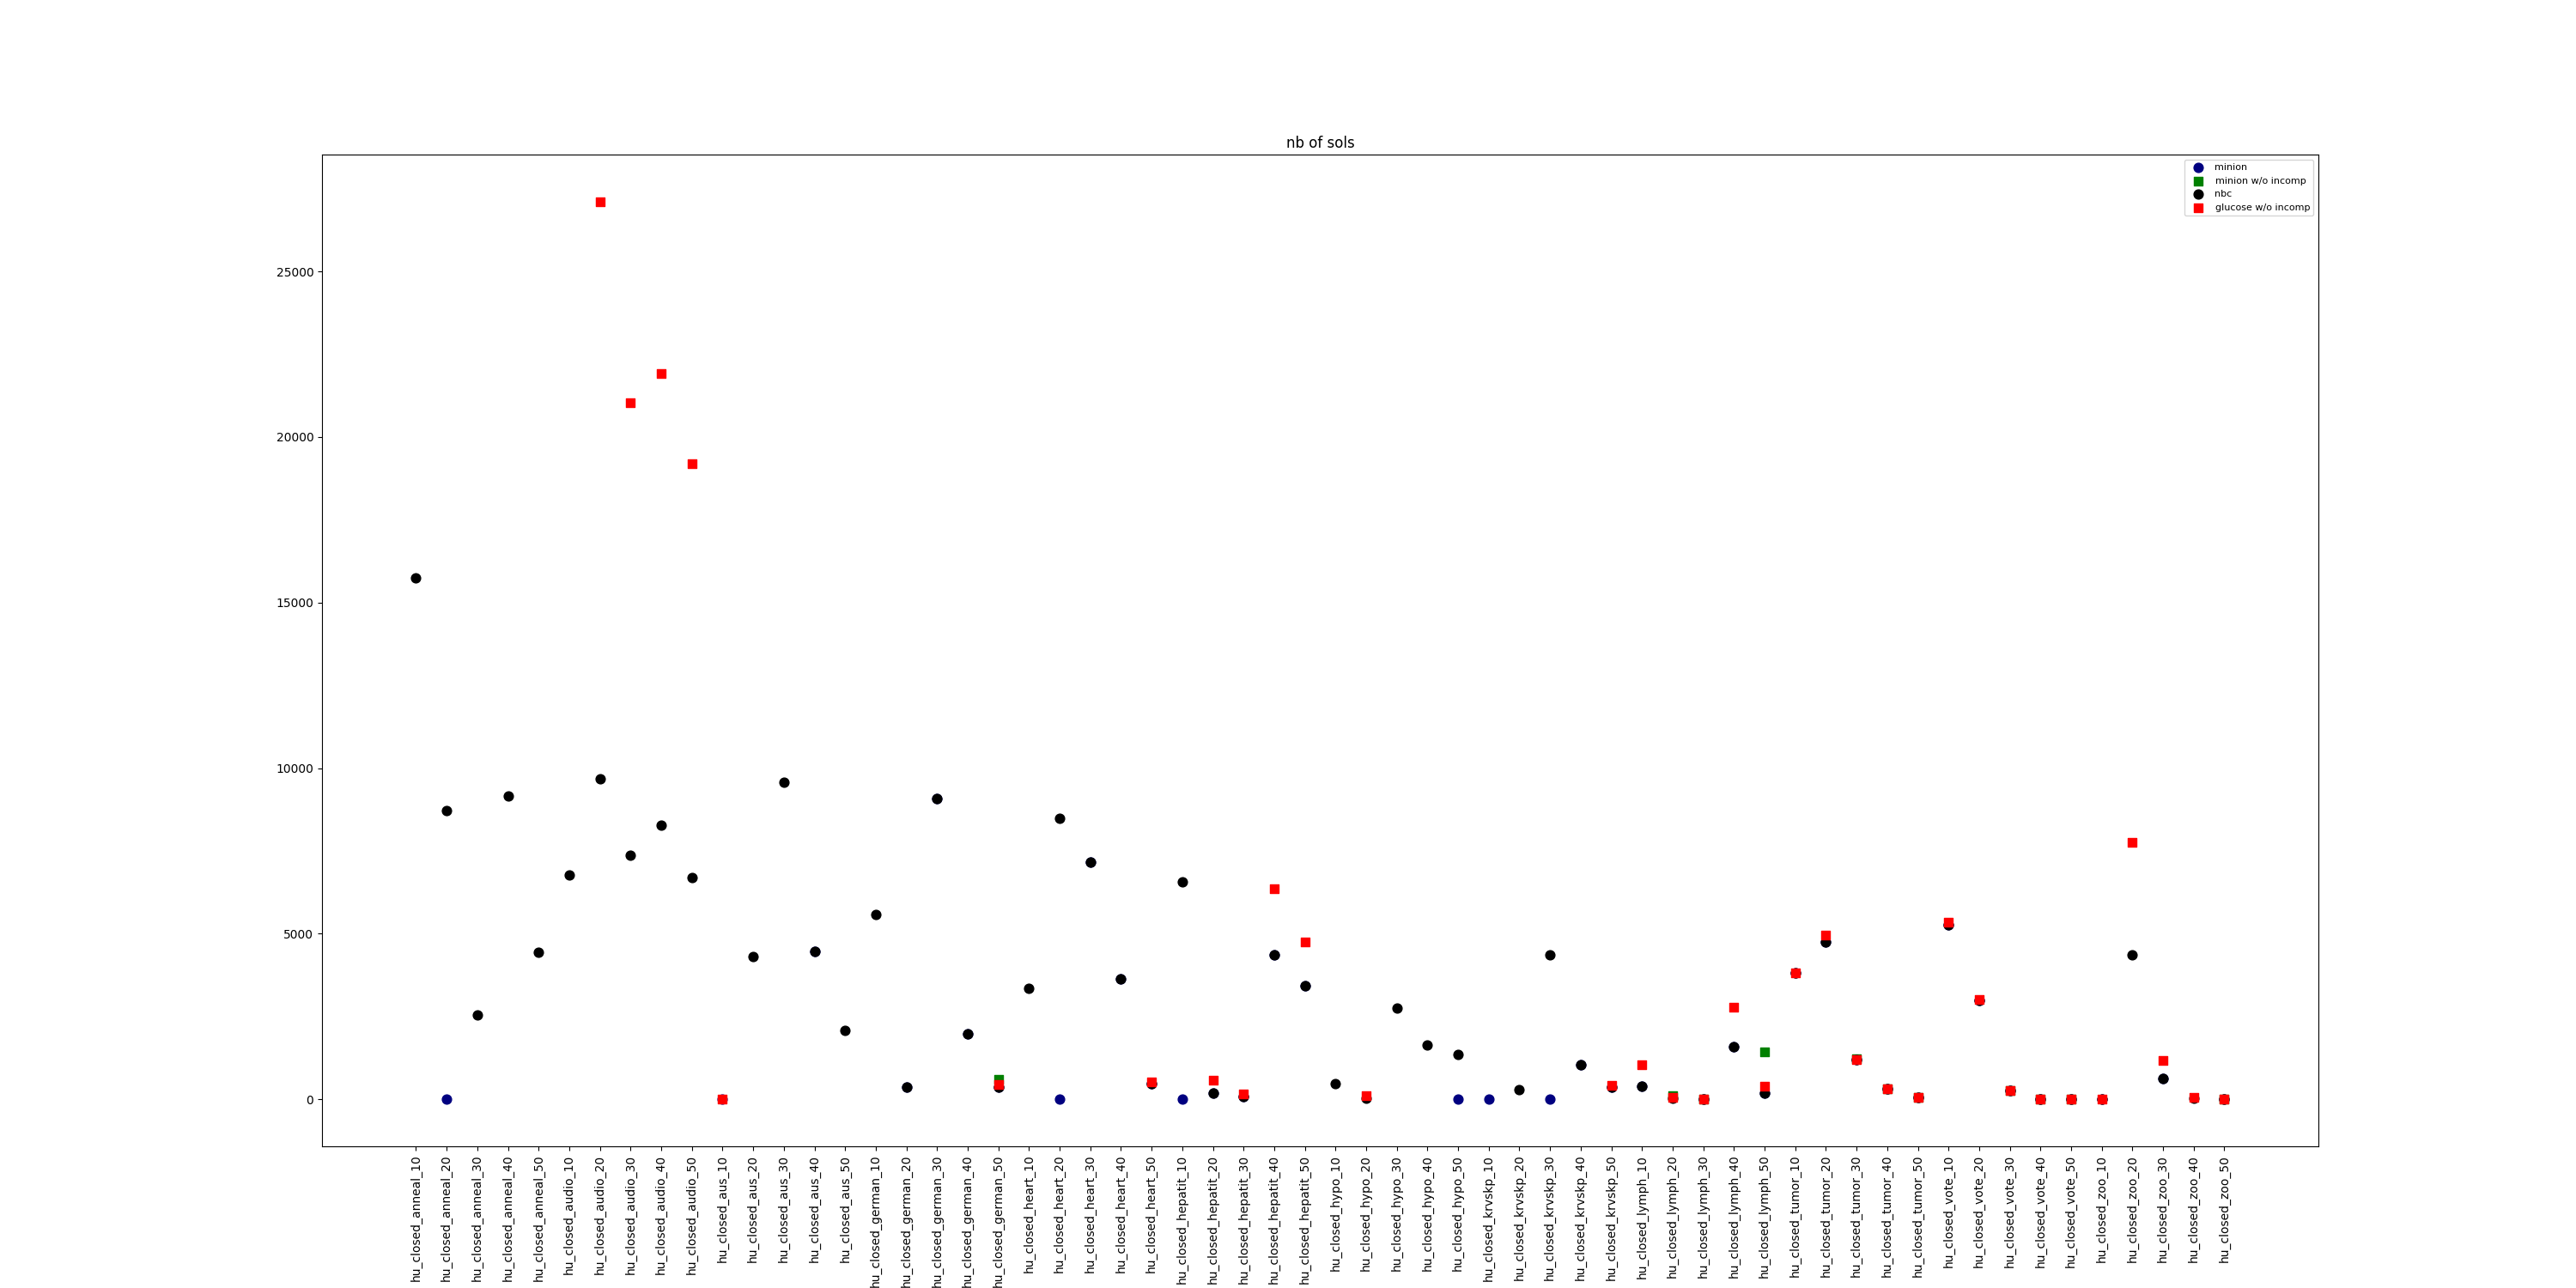 nb of sols
minion
minion w/o incomp
nbc
glucose w/o incomp
25000
20000
15000
10000
5000
0
hu_closed_anneal_10
hu_closed_anneal_20
hu_closed_anneal_30
hu_closed_anneal_40
hu_closed_anneal_50
hu_closed_audio_10
hu_closed_audio_20
hu_closed_audio_30
hu_closed_audio_40
hu_closed_audio_50
hu_closed_aus_10
hu_closed_aus_20
hu_closed_aus_30
hu_closed_aus_40
hu_closed_aus_50
hu_closed_german_10
hu_closed_german_20
hu_closed_german_30
hu_closed_german_40
hu_closed_german_50
hu_closed_heart_10
hu_closed_heart_20
hu_closed_heart_30
hu_closed_heart_40
hu_closed_heart_50
hu_closed_hepatit_10
hu_closed_hepatit_20
hu_closed_hepatit_30
hu_closed_hepatit_40
hu_closed_hepatit_50
hu_closed_hypo_10
hu_closed_hypo_20
hu_closed_hypo_30
hu_closed_hypo_40
hu_closed_hypo_50
hu_closed_krvskp_10
hu_closed_krvskp_20
hu_closed_krvskp_30
hu_closed_krvskp_40
hu_closed_krvskp_50
hu_closed_lymph_10
hu_closed_lymph_20
hu_closed_lymph_30
hu_closed_lymph_40
hu_closed_lymph_50
hu_closed_tumor_10
hu_closed_tumor_20
hu_closed_tumor_30
hu_closed_tumor_40
hu_closed_tumor_50
hu_closed_vote_10
hu_closed_vote_20
hu_closed_vote_30
hu_closed_vote_40
hu_closed_vote_50
hu_closed_zoo_10
hu_closed_zoo_20
hu_closed_zoo_30
hu_closed_zoo_40
hu_closed_zoo_50